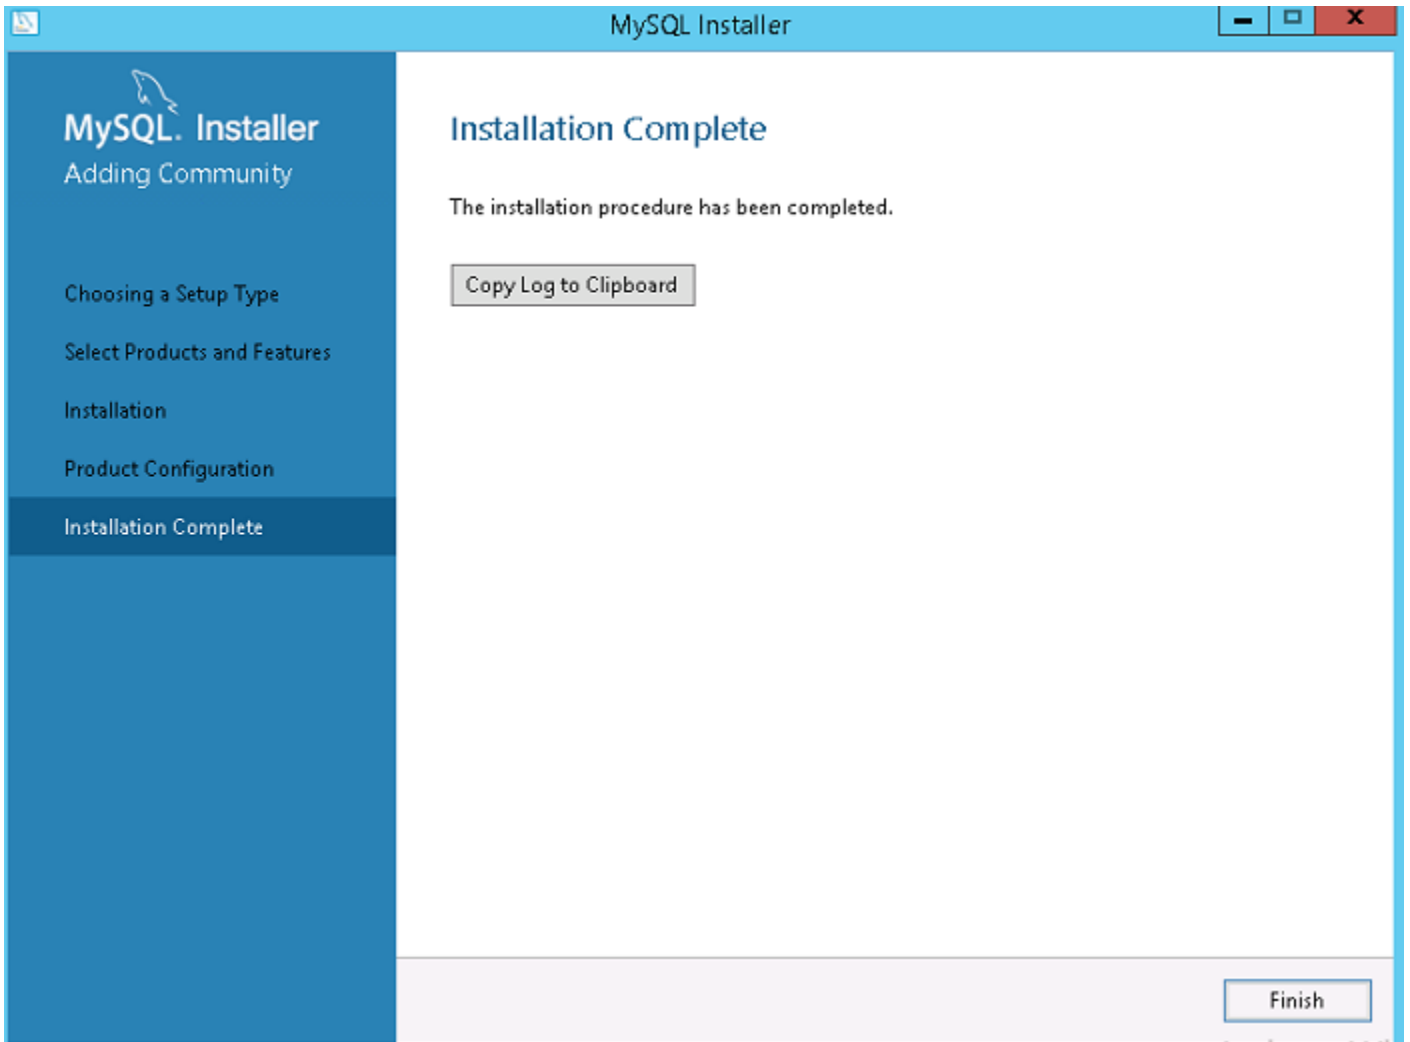 MySQL Installer
MySQL. Installer
Adding Community
Choosing a Setup Type
Select Products and Features
Installation
Product Configuration
Installation Complete
Installation Complete
The installation procedure has been completed.
Copy Log to Clipboard
Finish